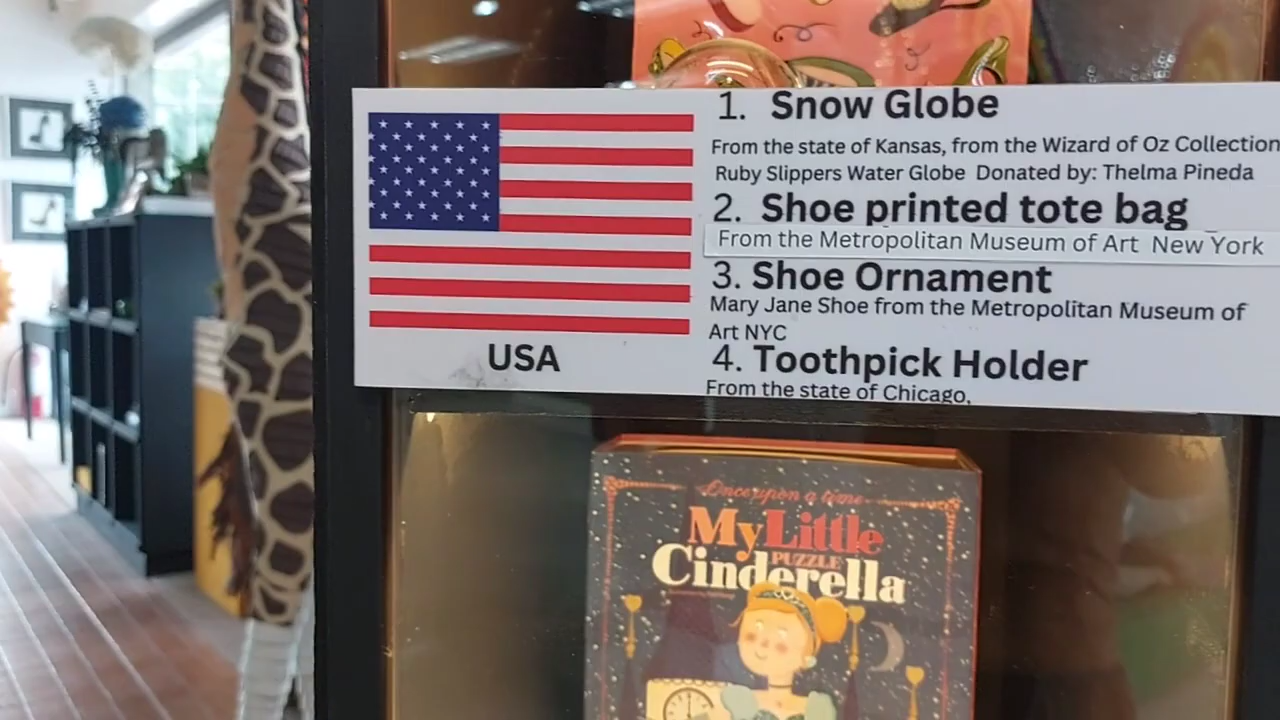 1. Snow Globe
From the state of Kansas, from the Wizard of Oz Collection
Ruby Slippers Water Globe Donated by: Thelma Pineda
2. Shoe printed tote bag
From the Metropolitan Museum of Art New York
3. Shoe Ornament
Mary Jane Shoe from the Metropolitan Museum of
Art NYC
4. Toothpick Holder
From the state of Chicago,
USA
Once upon a time
My Little
PUZZLE
Cinderella